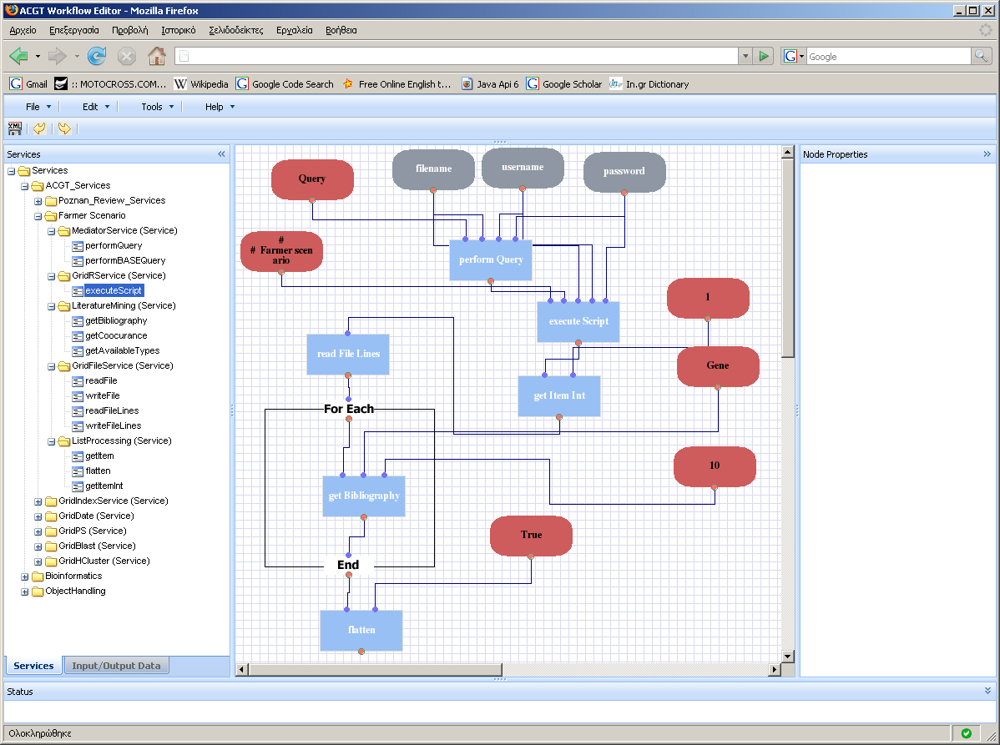 ACGT Workflow Editor - Mozilla Firefox
Αρχείο Επεξεργασία Προβολή Ιστορικό Σελιδοδείκτες Εργαλεία Βοήθεια
G Google
Gmail :: MOTOCROSS.COM... Wikipedia Google Code Search Free Online English t... Java Api 6 Google Scholar In.gr Dictionary
File Edit Tools Help
XML
Services
Services
ACGT_Services
Poznan_Review_Services
Farmer Scenario
MediatorService (Service)
performQuery
performBASEQuery
GridRService (Service)
executeScript
LiteratureMining (Service)
getBibliography
getCoocurance
getAvailableTypes
GridFileService (Service)
readFile
writeFile
readFileLines
writeFileLines
ListProcessing (Service)
getItem
flatten
getItemInt
GridIndexService (Service)
GridDate (Service)
GridPS (Service)
GridBlast (Service)
GridHCluster (Service)
Bioinformatics
ObjectHandling
Services Input/Output Data
Query
filename
username
password
#
# Farmer scen
ario
perform Query
execute Script
1
read File Lines
Gene
get Item Int
For Each
10
get Bibliography
True
End
flatten
Node Properties
Status
Ολοκληρώθηκε